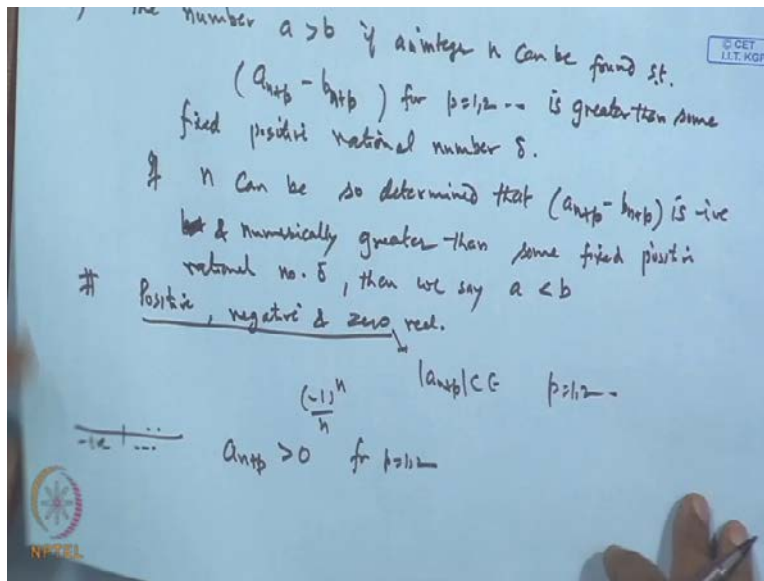 the number a > b if an integer n can be found s.t.
© CET
I.I.T. KGP
(a_{n+p} - b_{n+p}) for p=1,2 -- is greater than some
fixed positive rational number δ.
If n can be so determined that (a_{n+p} - b_{n+p}) is -ive
& numerically greater than some fixed positive
rational no. δ, then we say a < b
# Positive, negative & zero real.
|a_{n+p}| < ε p=1,2--
(-1)^n
n
-ive
a_{n+p} > 0 for p=1,2
NPTEL